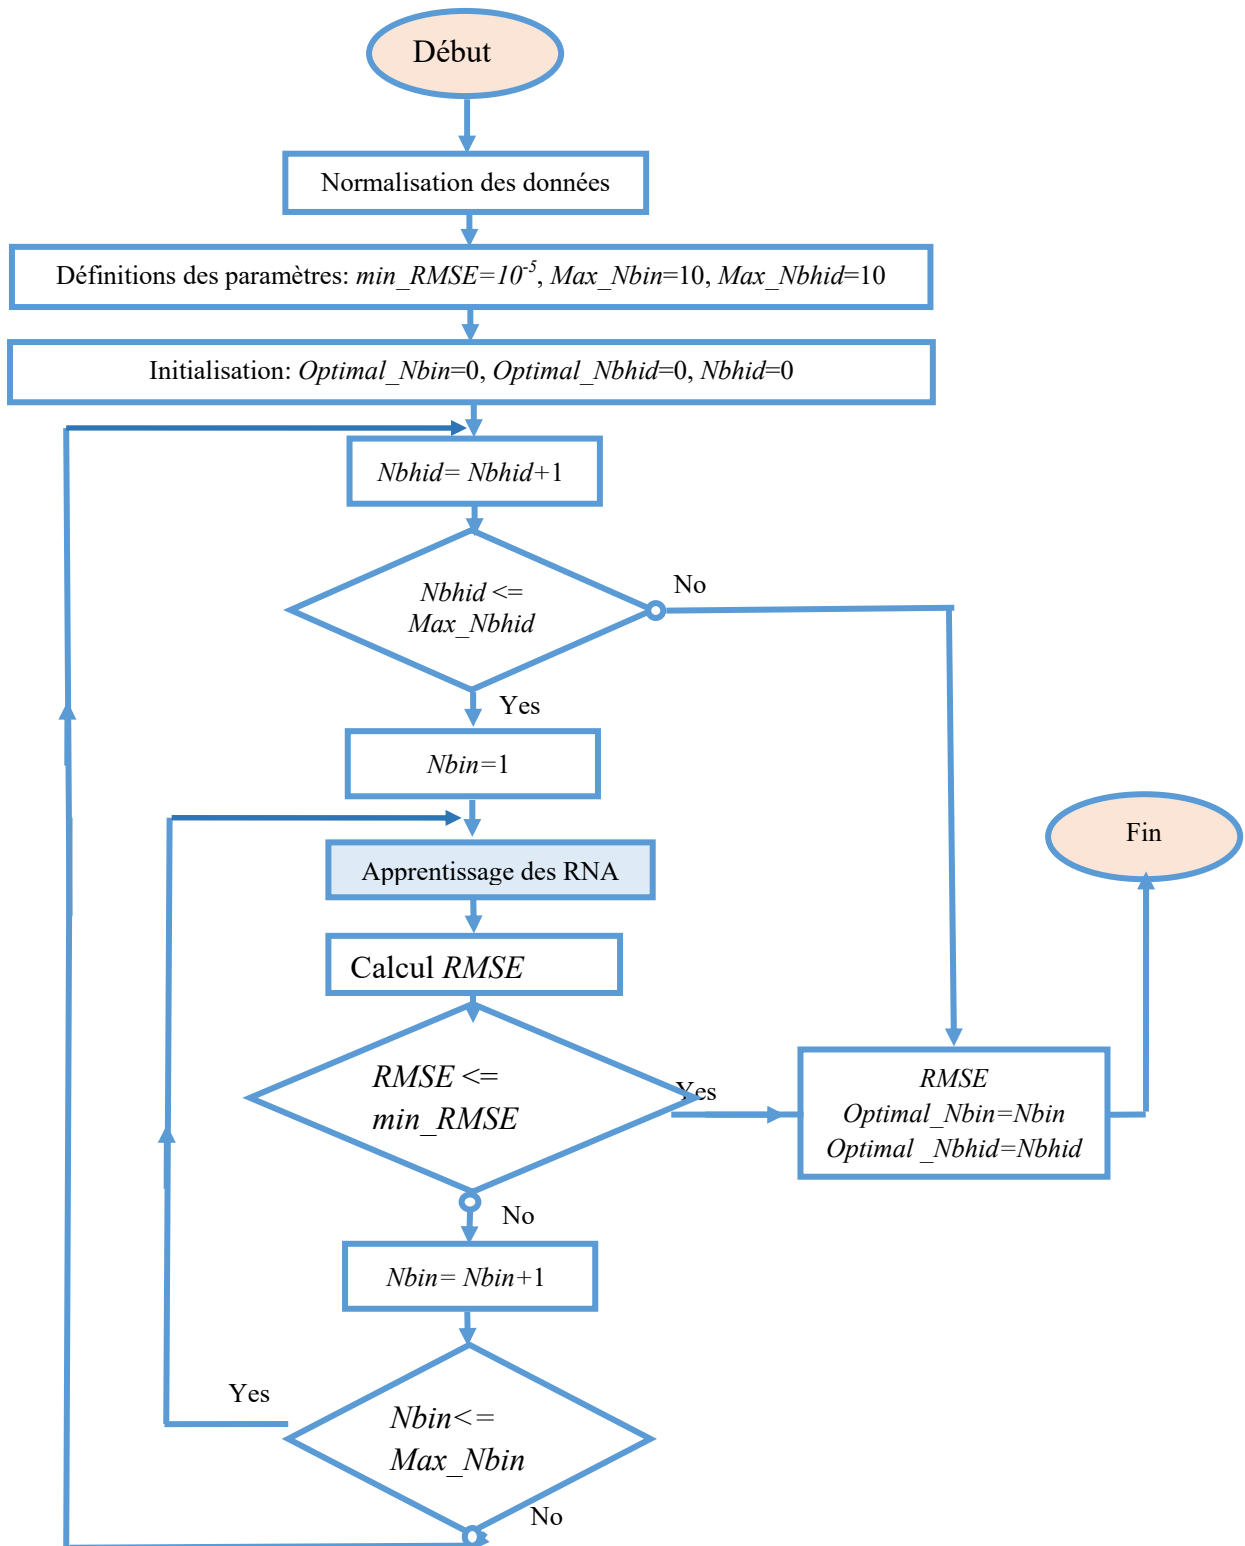 Début
Normalisation des données
Définitions des paramètres: min_RMSE=10⁻⁵, Max_Nbin=10, Max_Nbhid=10
Initialisation: Optimal_Nbin=0, Optimal_Nbhid=0, Nbhid=0
Nbhid= Nbhid+1
Nbhid <=
Max_Nbhid
No
Yes
Nbin=1
Apprentissage des RNA
Calcul RMSE
RMSE <=
min_RMSE
Yes
RMSE
Optimal_Nbin=Nbin
Optimal _Nbhid=Nbhid
Fin
No
Nbin= Nbin+1
Yes
Nbin<=
Max_Nbin
No